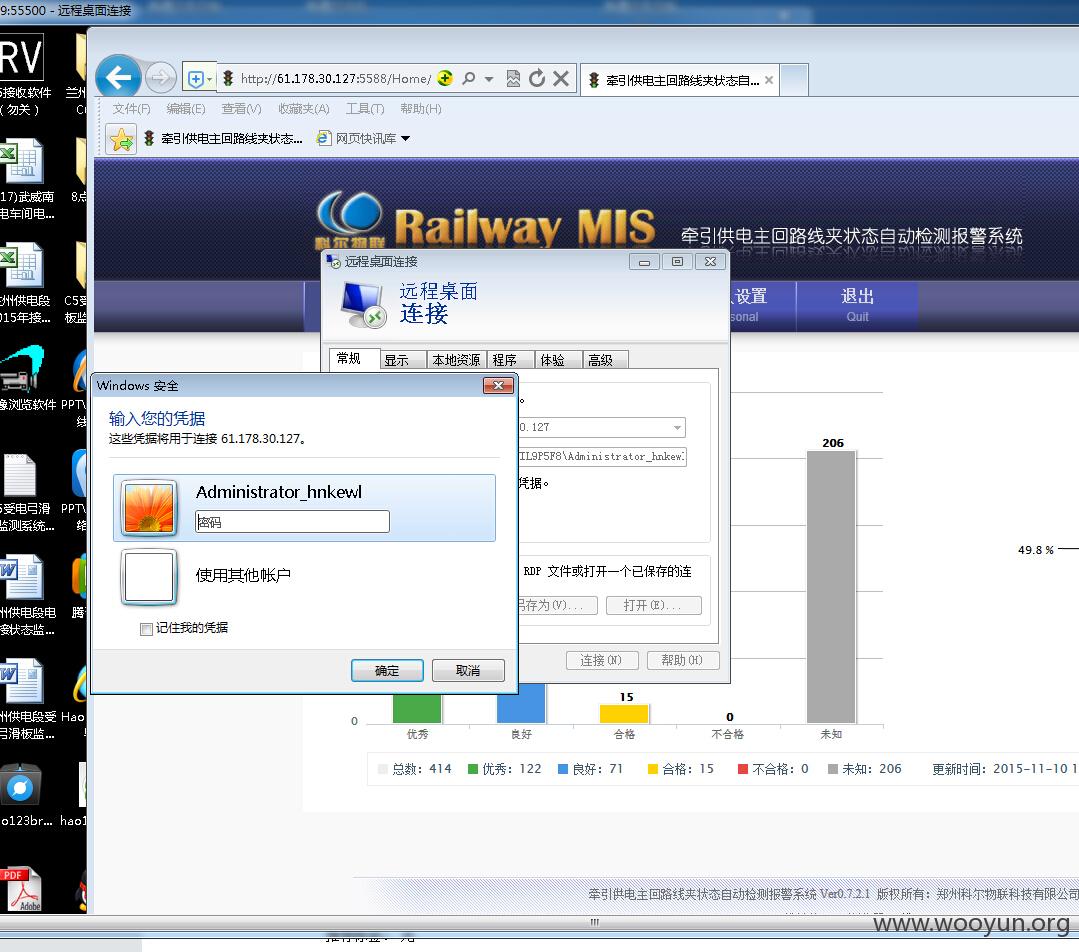 9:55500 - 远程桌面连接
RV
接收软件
（勿关）
17)武威南
电车间电...
8点
州供电段
015年接...
C5受
板监
像浏览软件
PPT\
线
受电弓滑
监测系统...
PPT\
络
州供电段电
接状态监...
腾
州供电段受
弓滑板监...
Hao
o123br...
hao1
PDF
Adobe
http://61.178.30.127:5588/Home/
牵引供电主回路线夹状态自...
文件(F) 编辑(E) 查看(V) 收藏夹(A) 工具(T) 帮助(H)
牵引供电主回路线夹状态... 网页快讯库
科尔物联
Railway MIS
牵引供电主回路线夹状态自动检测报警系统
设置
sonal
退出
Quit
远程桌面连接
远程桌面
连接
常规 显示 本地资源 程序 体验 高级
0.127
IL9P5F8\Administrator_hnkewl
凭据。
RDP 文件或打开一个已保存的连
另存为(V)... 打开(E)...
连接(N) 帮助(H)
Windows 安全
输入您的凭据
这些凭据将用于连接 61.178.30.127。
Administrator_hnkewl
密码
使用其他帐户
记住我的凭据
确定 取消
206
49.8 %
15
0
0
优秀 良好 合格 不合格 未知
总数：414 优秀：122 良好：71 合格：15 不合格：0 未知：206 更新时间：2015-11-10 1
牵引供电主回路线夹状态自动检测报警系统 Ver0.7.2.1 版权所有：郑州科尔物联科技有限公司
www.wooyun.org